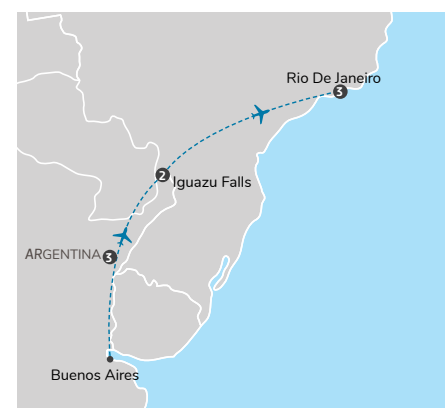 Rio De Janeiro
3
2
Iguazu Falls
ARGENTINA 3
Buenos Aires